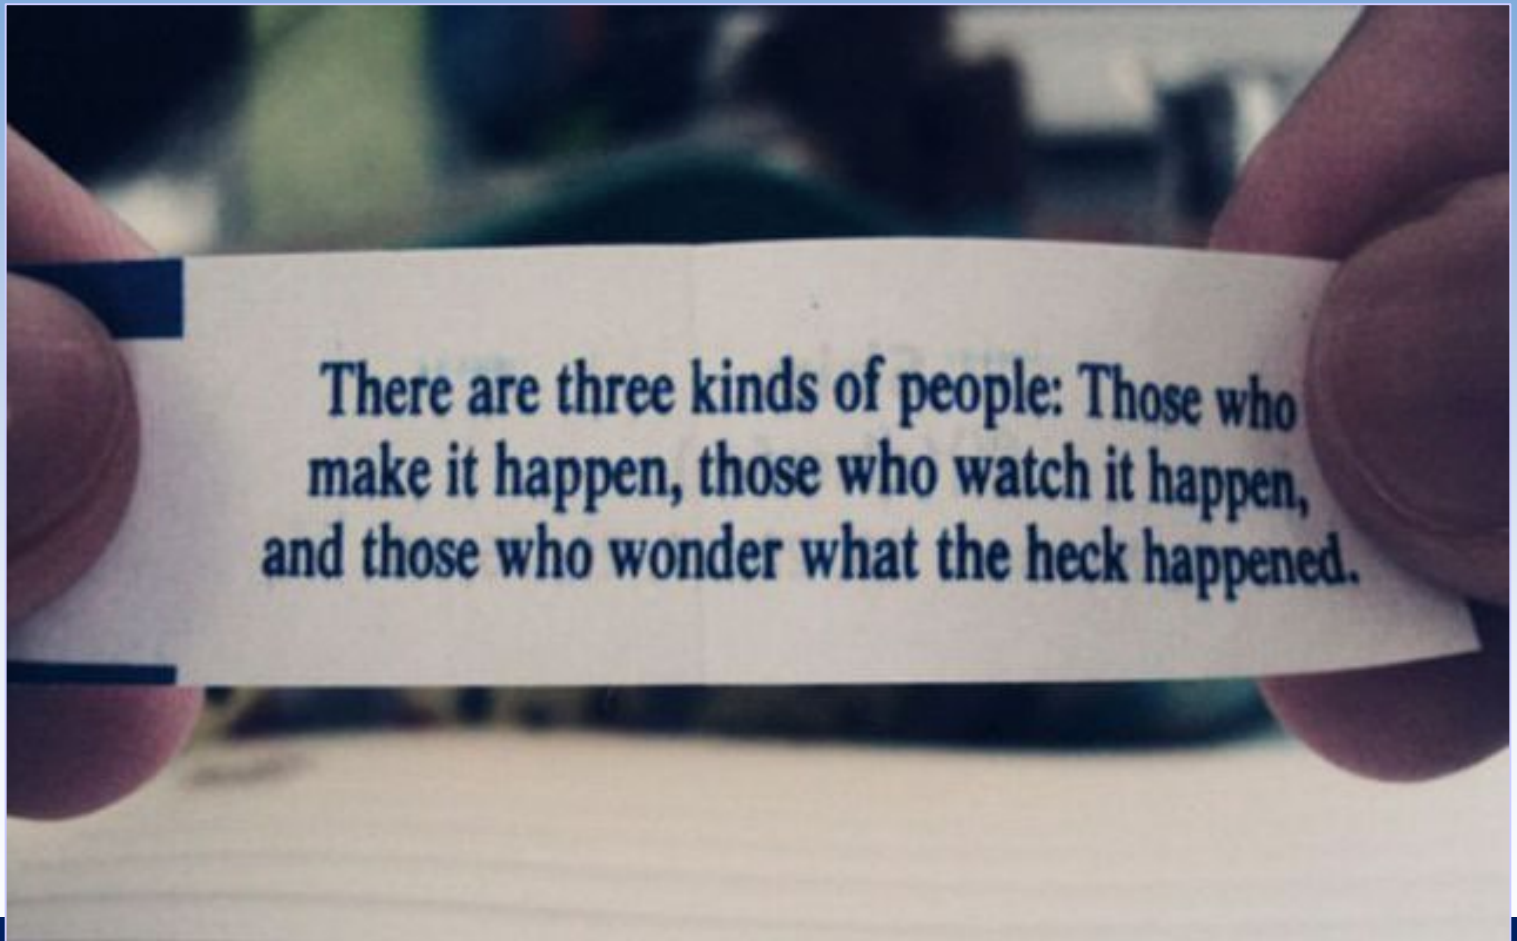 There are three kinds of people: Those who
make it happen, those who watch it happen,
and those who wonder what the heck happened.